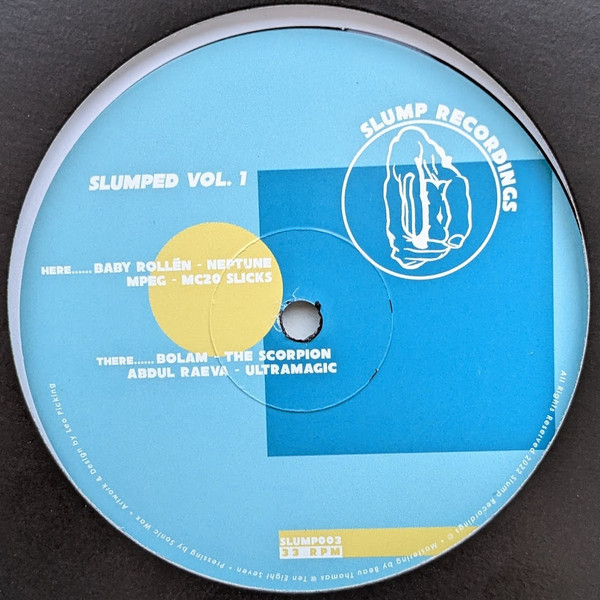 SLUMP RECORDINGS
SLUMPED VOL. 1
HERE......BABY ROLLËN - NEPTUNE
MPEG - MC20 SLICKS
THERE......BOLAM - THE SCORPION
ABDUL RAEVA - ULTRAMAGIC
SLUMP003
33 RPM
All Rights Reserved 2022 Slump Recordings © • Mastering by Beau Thomas @ Ten Eight Seven • Pressing by Sonic Wax • Artwork & Design by Leo Picking